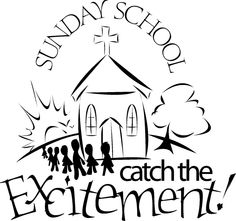 SUNDAY SCHOOL
catch the
Excitement!